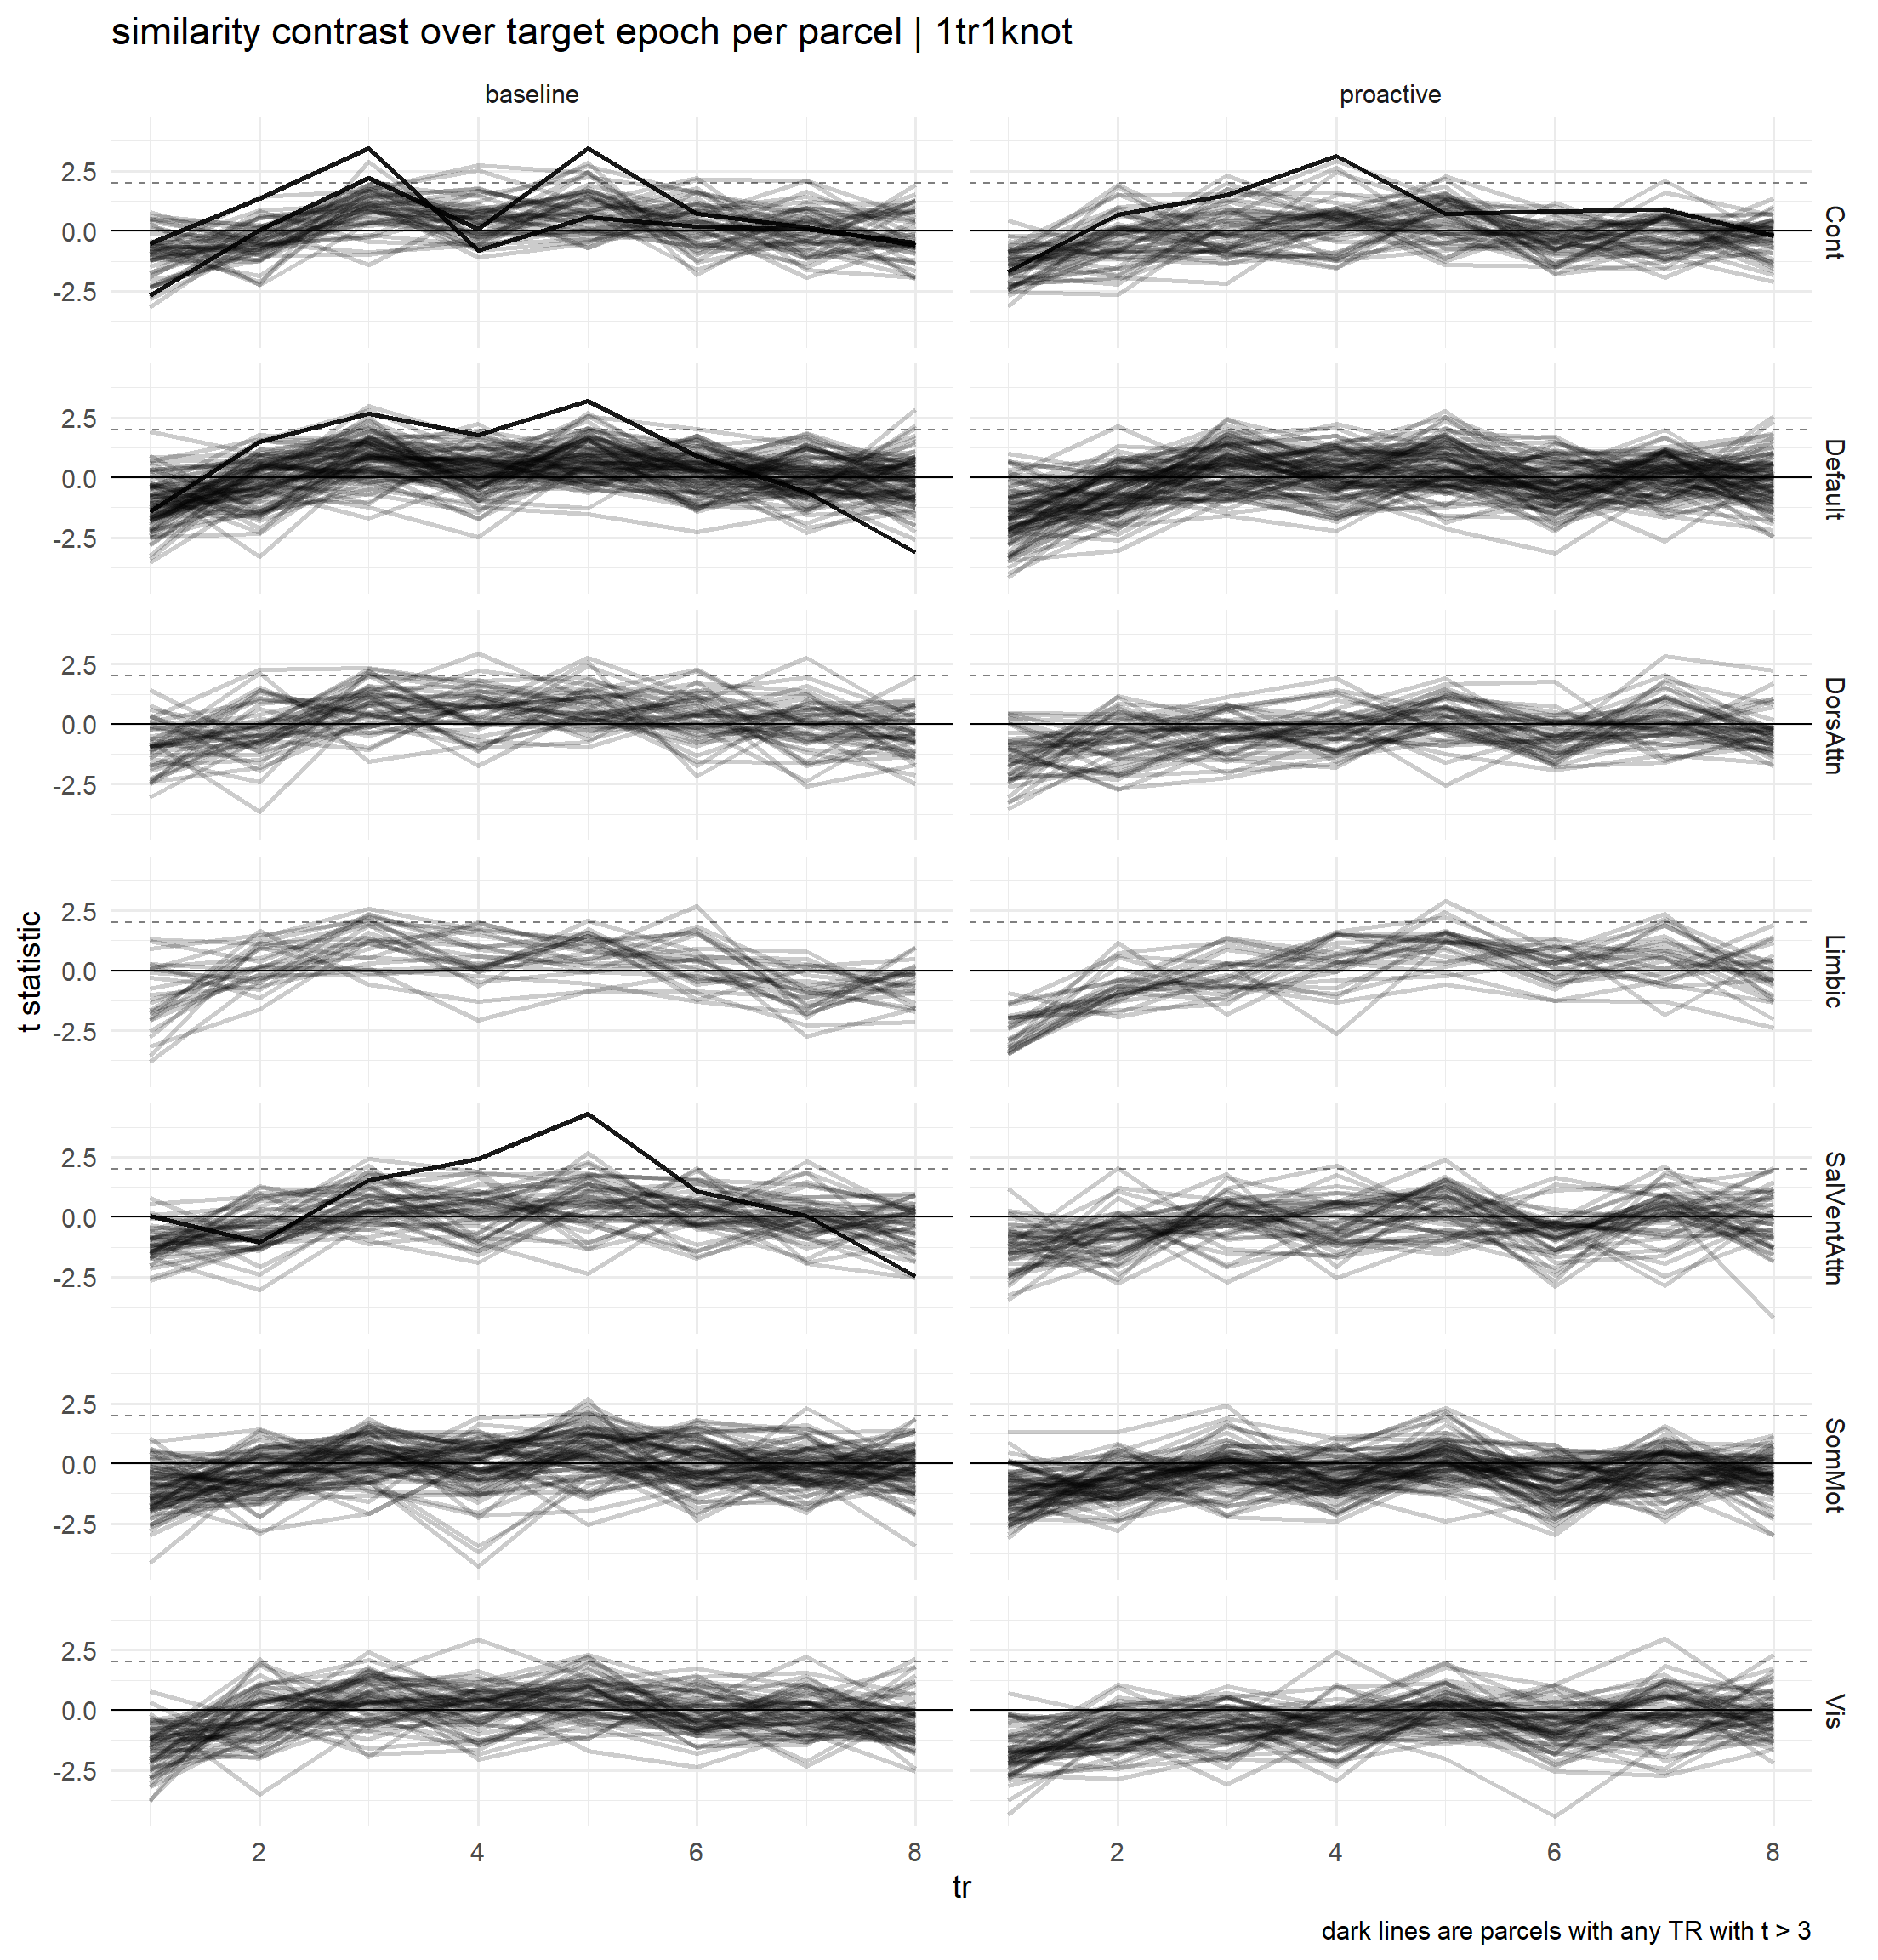 similarity contrast over target epoch per parcel | 1tr1knot
baseline
proactive
2.5
0.0
-2.5
Cont
2.5
0.0
-2.5
Default
2.5
0.0
-2.5
DorsAttn
2.5
0.0
-2.5
Limbic
2.5
0.0
-2.5
SalVentAttn
2.5
0.0
-2.5
SomMot
2.5
0.0
-2.5
Vis
t statistic
2 4 6 8
2 4 6 8
tr
dark lines are parcels with any TR with t > 3